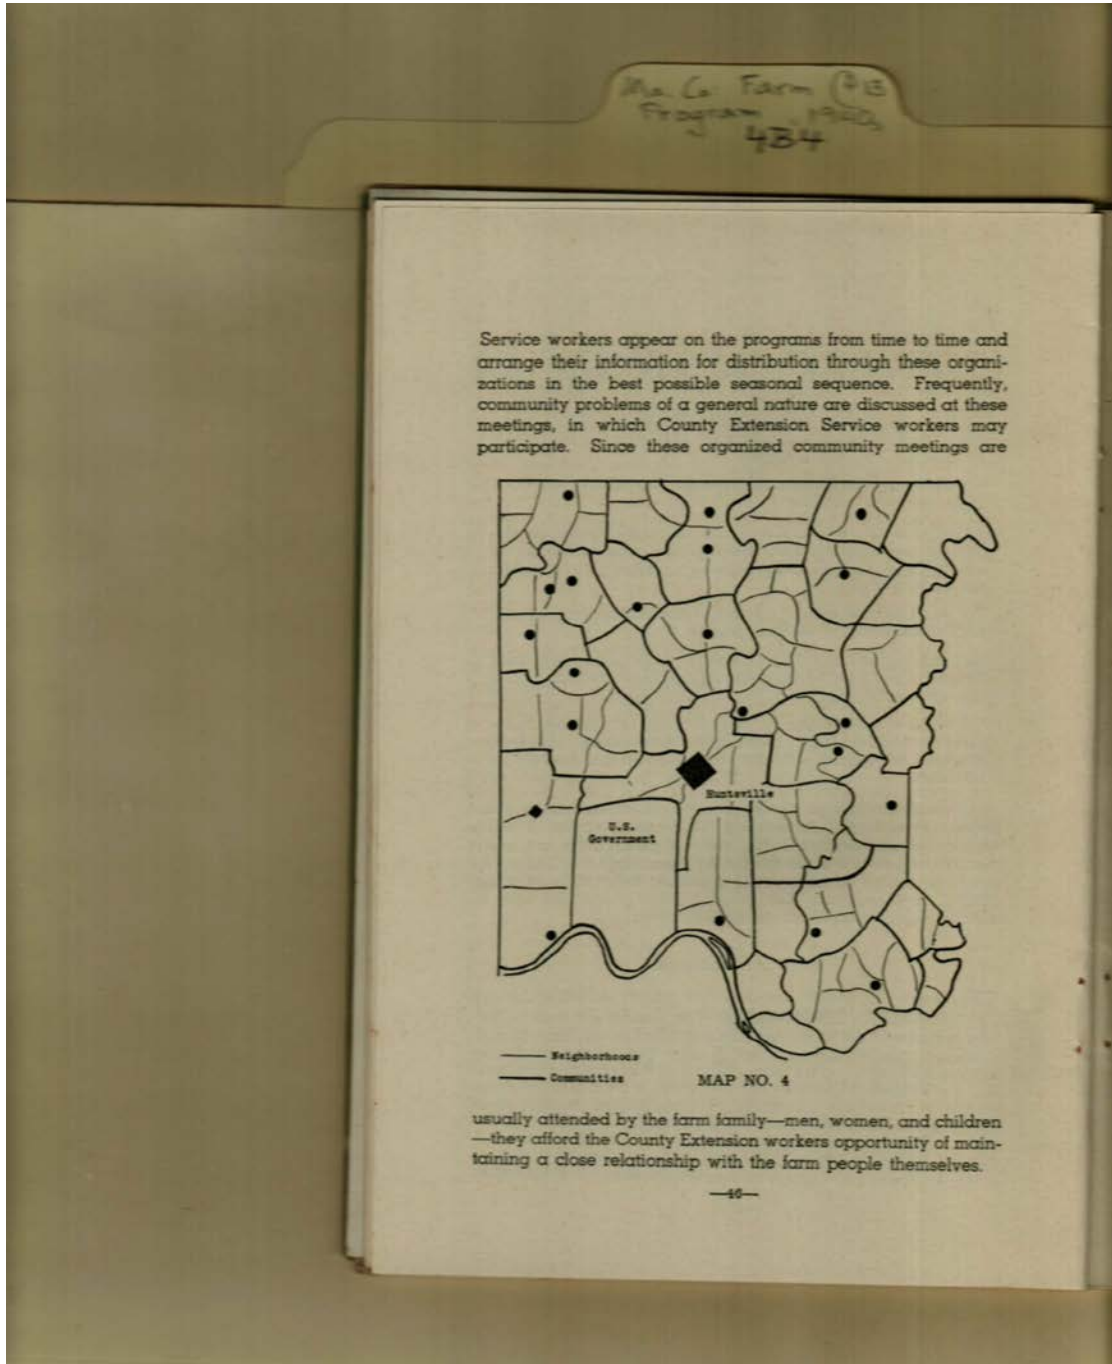 Ma. Co. Farm
Program 1940s
4B4
Service workers appear on the programs from time to time and
arrange their information for distribution through these organi-
zations in the best possible seasonal sequence. Frequently,
community problems of a general nature are discussed at these
meetings, in which County Extension Service workers may
participate. Since these organized community meetings are
Huntsville
U.S.
Government
Neighborhoods
Communities
MAP NO. 4
usually attended by the farm family—men, women, and children
—they afford the County Extension workers opportunity of main-
taining a close relationship with the farm people themselves.
—46—